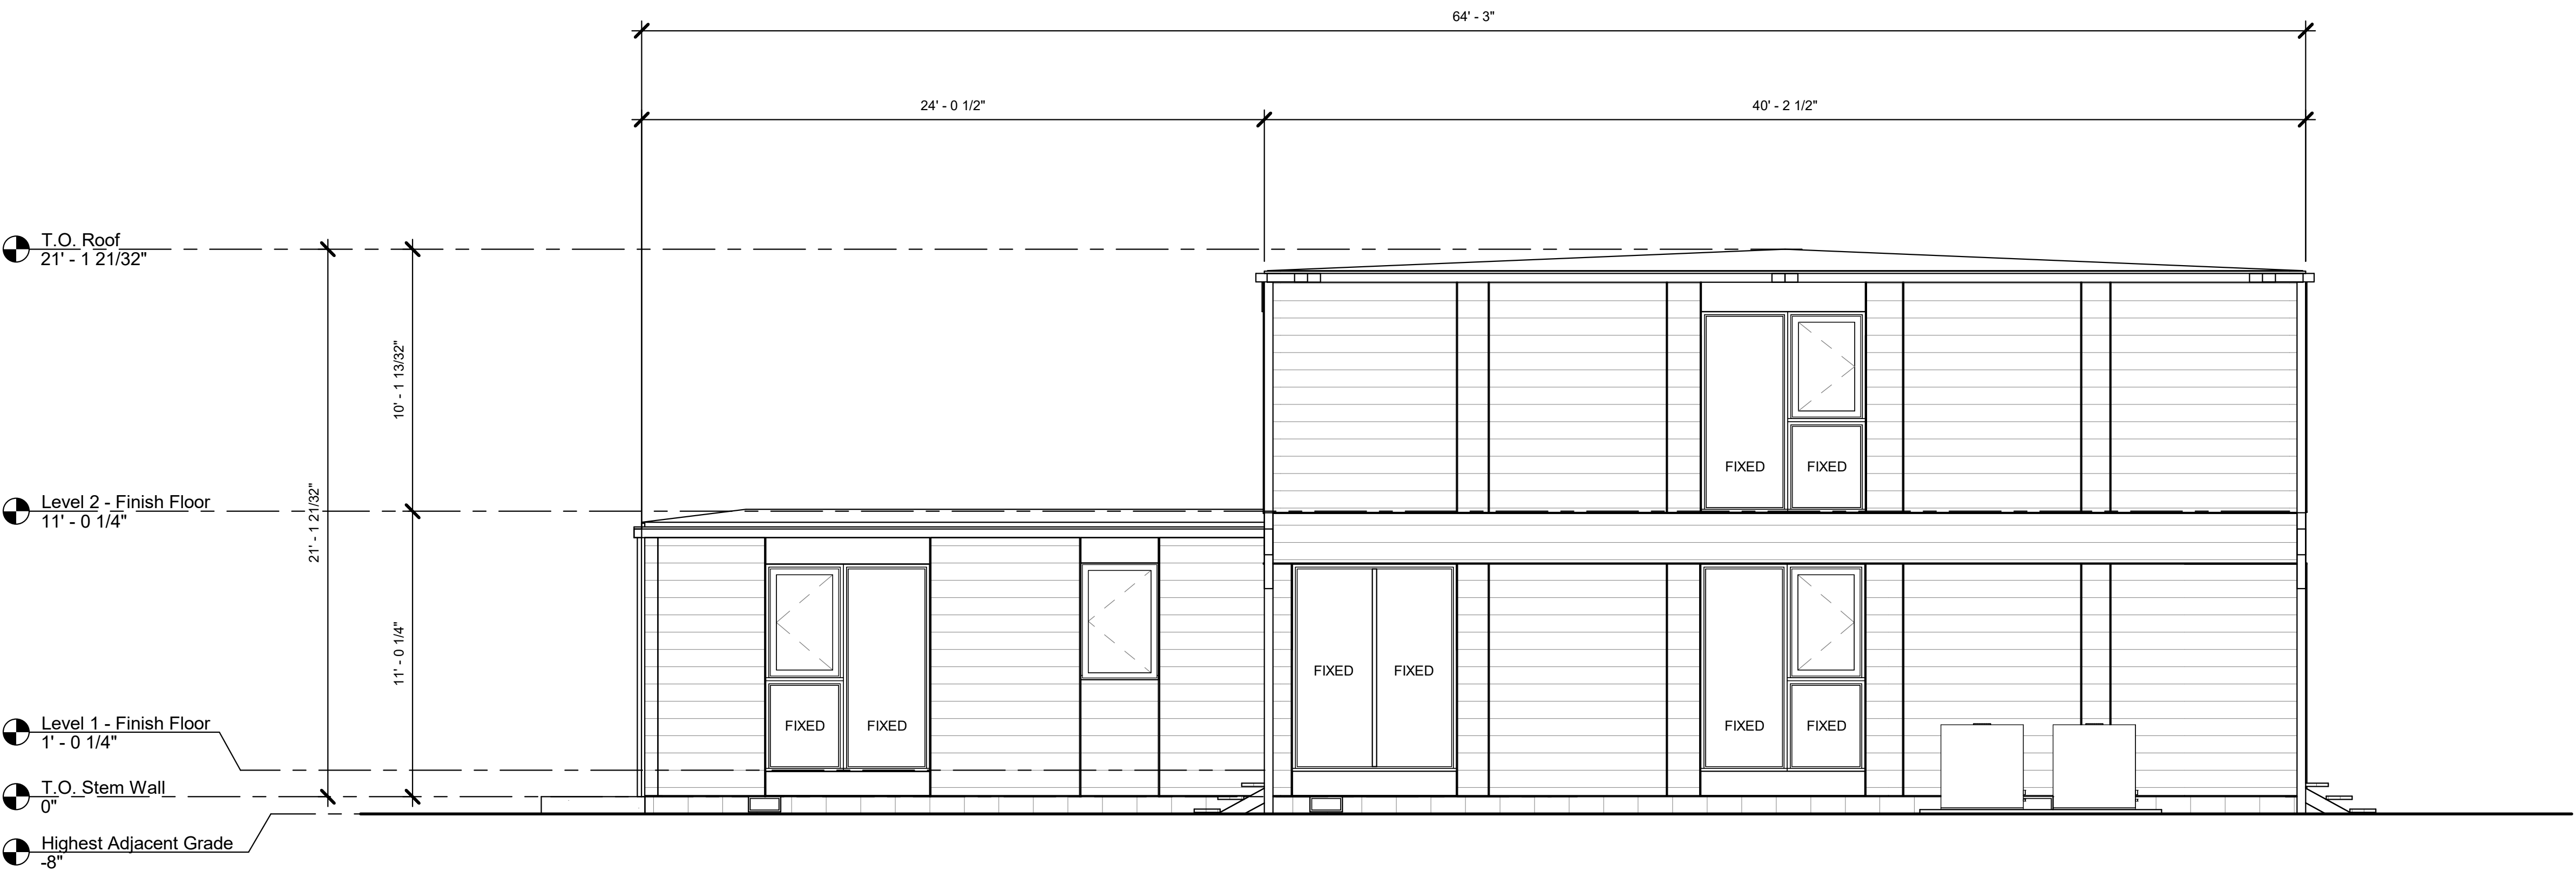 64' - 3"
24' - 0 1/2"
40' - 2 1/2"
T.O. Roof
21' - 1 21/32"
10' - 1 13/32"
Level 2 - Finish Floor
11' - 0 1/4"
21' - 1 21/32"
11' - 0 1/4"
Level 1 - Finish Floor
1' - 0 1/4"
T.O. Stem Wall
0"
Highest Adjacent Grade
-8"
FIXED
FIXED
FIXED
FIXED
FIXED
FIXED
FIXED
FIXED